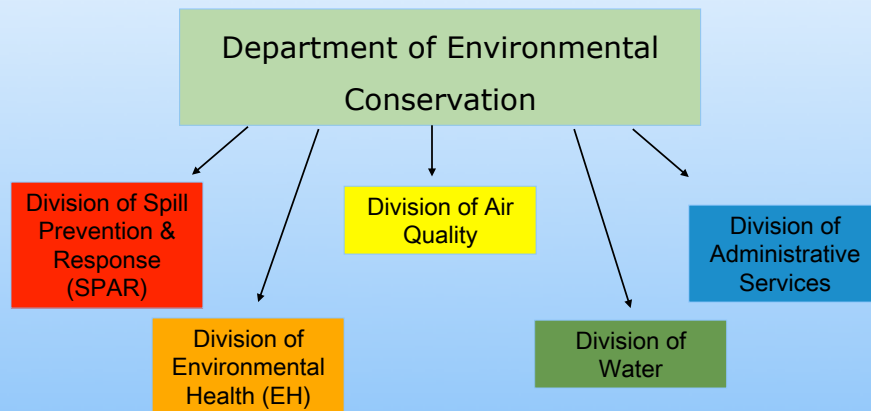 Department of Environmental
Conservation
Division of Spill
Prevention &
Response
(SPAR)
Division of Air
Quality
Division of
Administrative
Services
Division of
Environmental
Health (EH)
Division of
Water